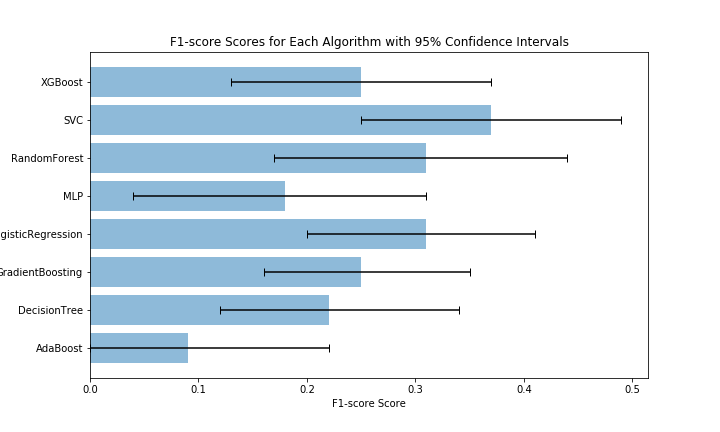 F1-score Scores for Each Algorithm with 95% Confidence Intervals
XGBoost
SVC
RandomForest
MLP
gisticRegression
GradientBoosting
DecisionTree
AdaBoost
0.0 0.1 0.2 0.3 0.4 0.5
F1-score Score